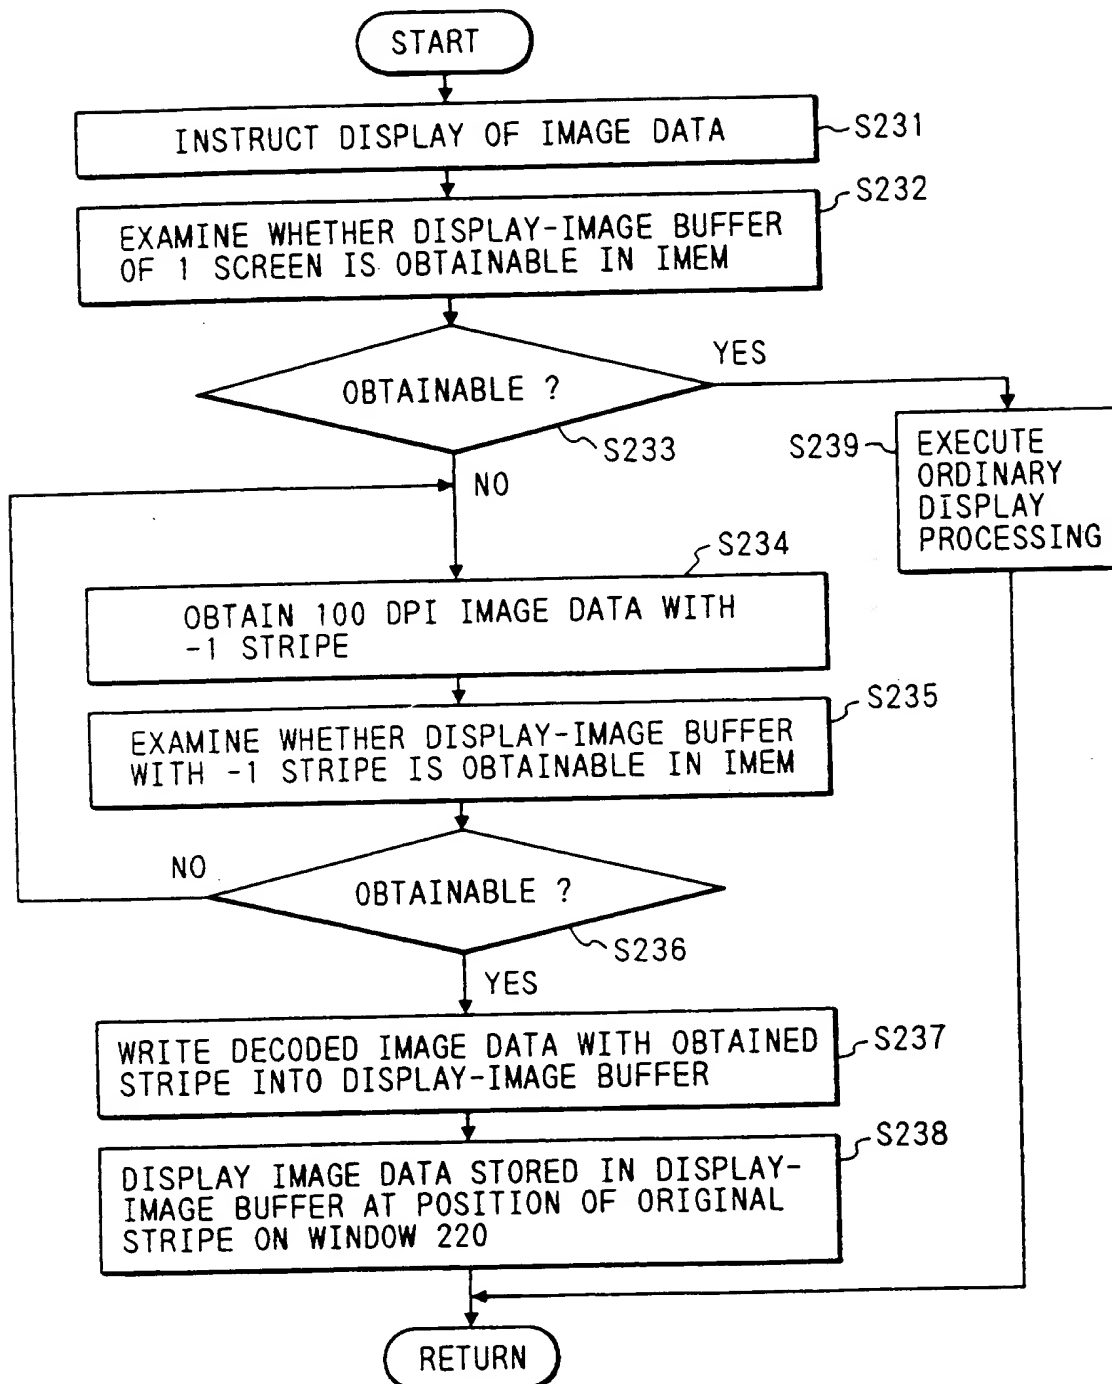 START
INSTRUCT DISPLAY OF IMAGE DATA
S231
S232
EXAMINE WHETHER DISPLAY-IMAGE BUFFER
OF 1 SCREEN IS OBTAINABLE IN IMEM
YES
OBTAINABLE ?
S233
S239
EXECUTE
ORDINARY
DISPLAY
PROCESSING
NO
S234
OBTAIN 100 DPI IMAGE DATA WITH
-1 STRIPE
S235
EXAMINE WHETHER DISPLAY-IMAGE BUFFER
WITH -1 STRIPE IS OBTAINABLE IN IMEM
NO
OBTAINABLE ?
S236
YES
WRITE DECODED IMAGE DATA WITH OBTAINED
STRIPE INTO DISPLAY-IMAGE BUFFER
S237
S238
DISPLAY IMAGE DATA STORED IN DISPLAY-
IMAGE BUFFER AT POSITION OF ORIGINAL
STRIPE ON WINDOW 220
RETURN